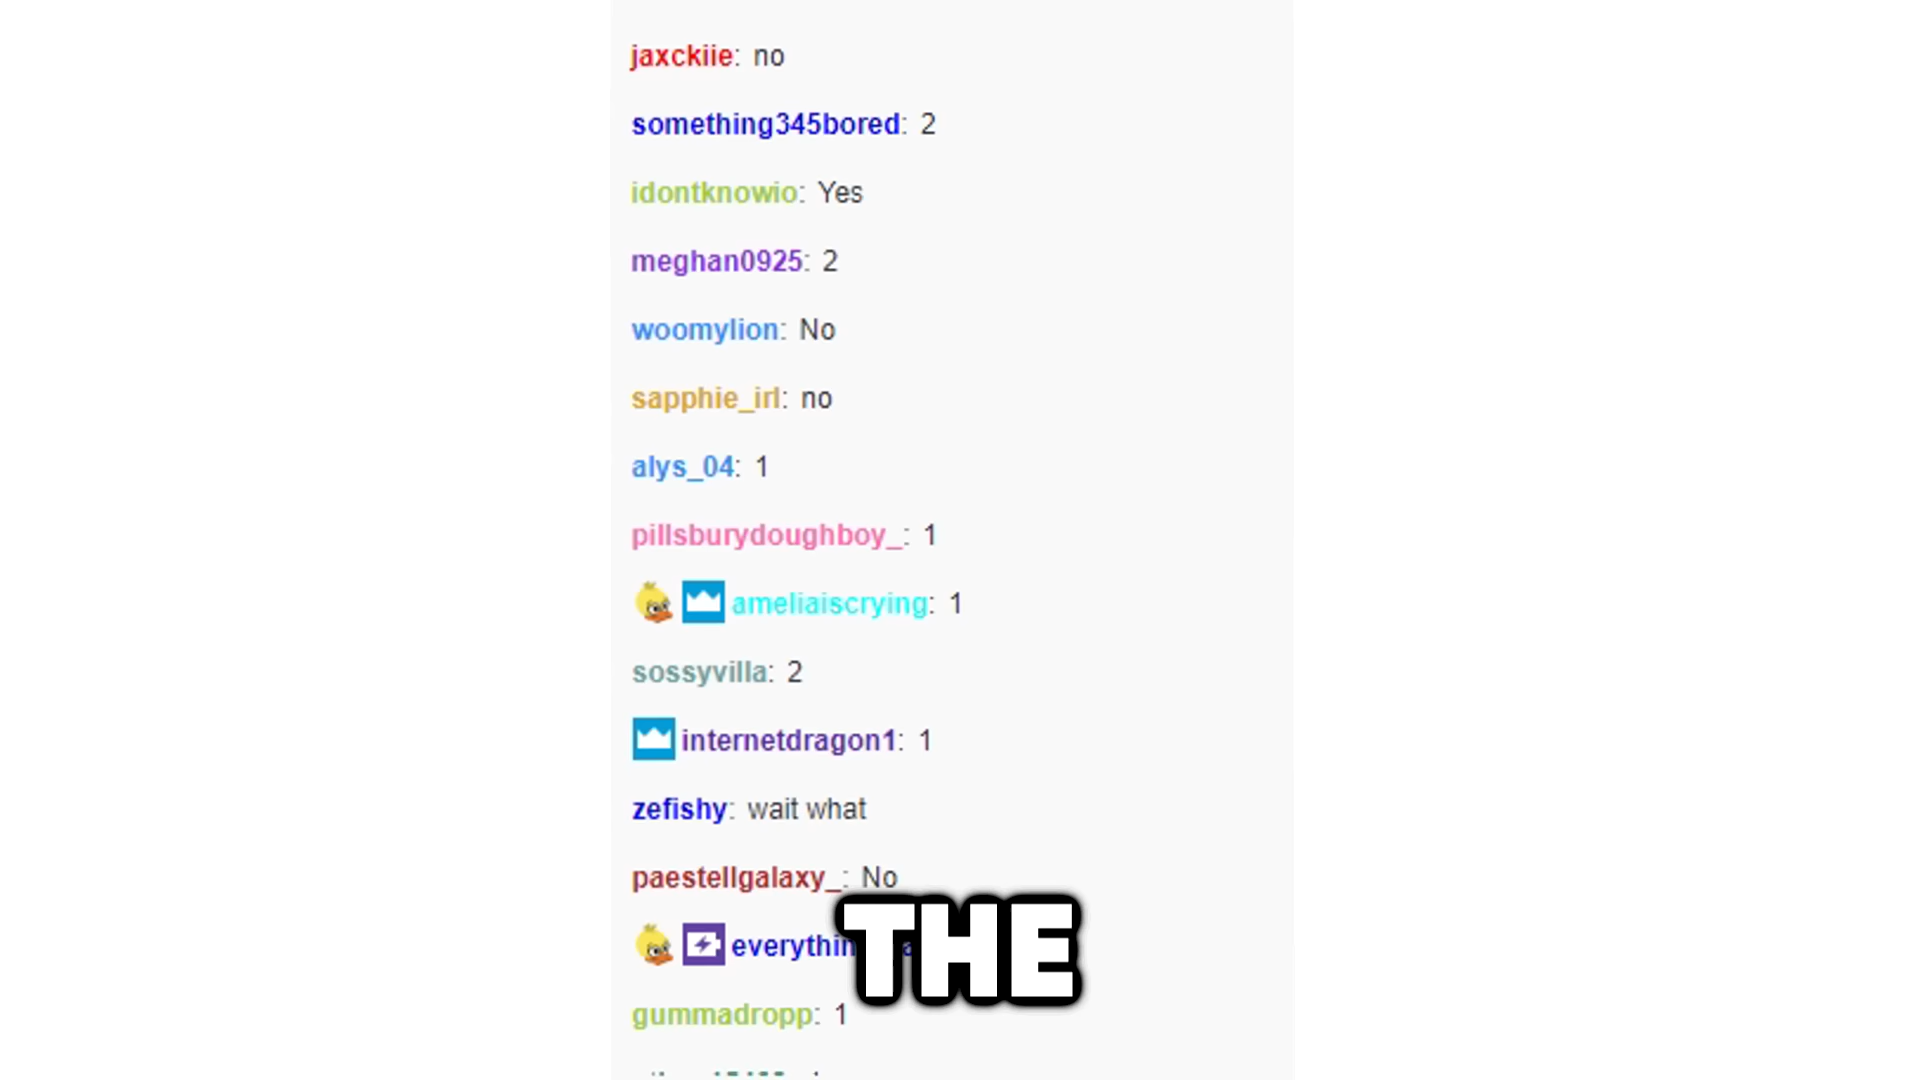 jaxckiie: no
something345bored: 2
idontknowio: Yes
meghan0925: 2
woomylion: No
sapphie_irl: no
alys_04: 1
pillsburydoughboy_: 1
ameliaiscrying: 1
sossyvilla: 2
internetdragon1: 1
zefishy: wait what
paestellgalaxy_: No
THE
gummadropp: 1